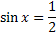 sin x = 1/2